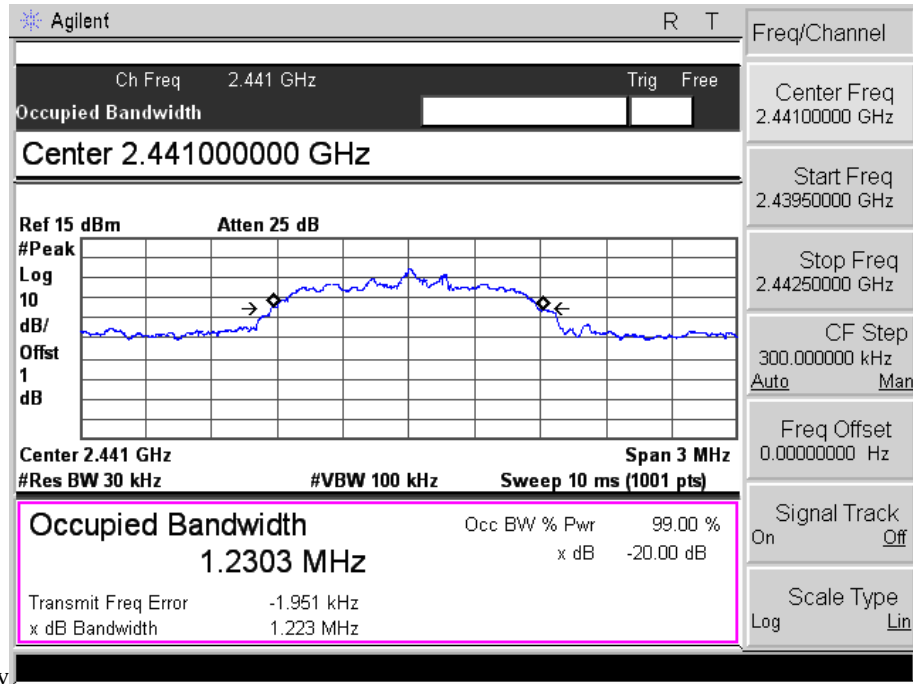 Agilent R T
Ch Freq 2.441 GHz Trig Free
Occupied Bandwidth
Center 2.441000000 GHz
Ref 15 dBm Atten 25 dB
#Peak
Log
10
dB/
Offst
1
dB
Center 2.441 GHz Span 3 MHz
#Res BW 30 kHz #VBW 100 kHz Sweep 10 ms (1001 pts)
Occupied Bandwidth
1.2303 MHz
Occ BW % Pwr 99.00 %
x dB -20.00 dB
Transmit Freq Error -1.951 kHz
x dB Bandwidth 1.223 MHz
Freq/Channel
Center Freq
2.44100000 GHz
Start Freq
2.43950000 GHz
Stop Freq
2.44250000 GHz
CF Step
300.000000 kHz
Auto Man
Freq Offset
0.00000000 Hz
Signal Track
On Off
Scale Type
Log Lin